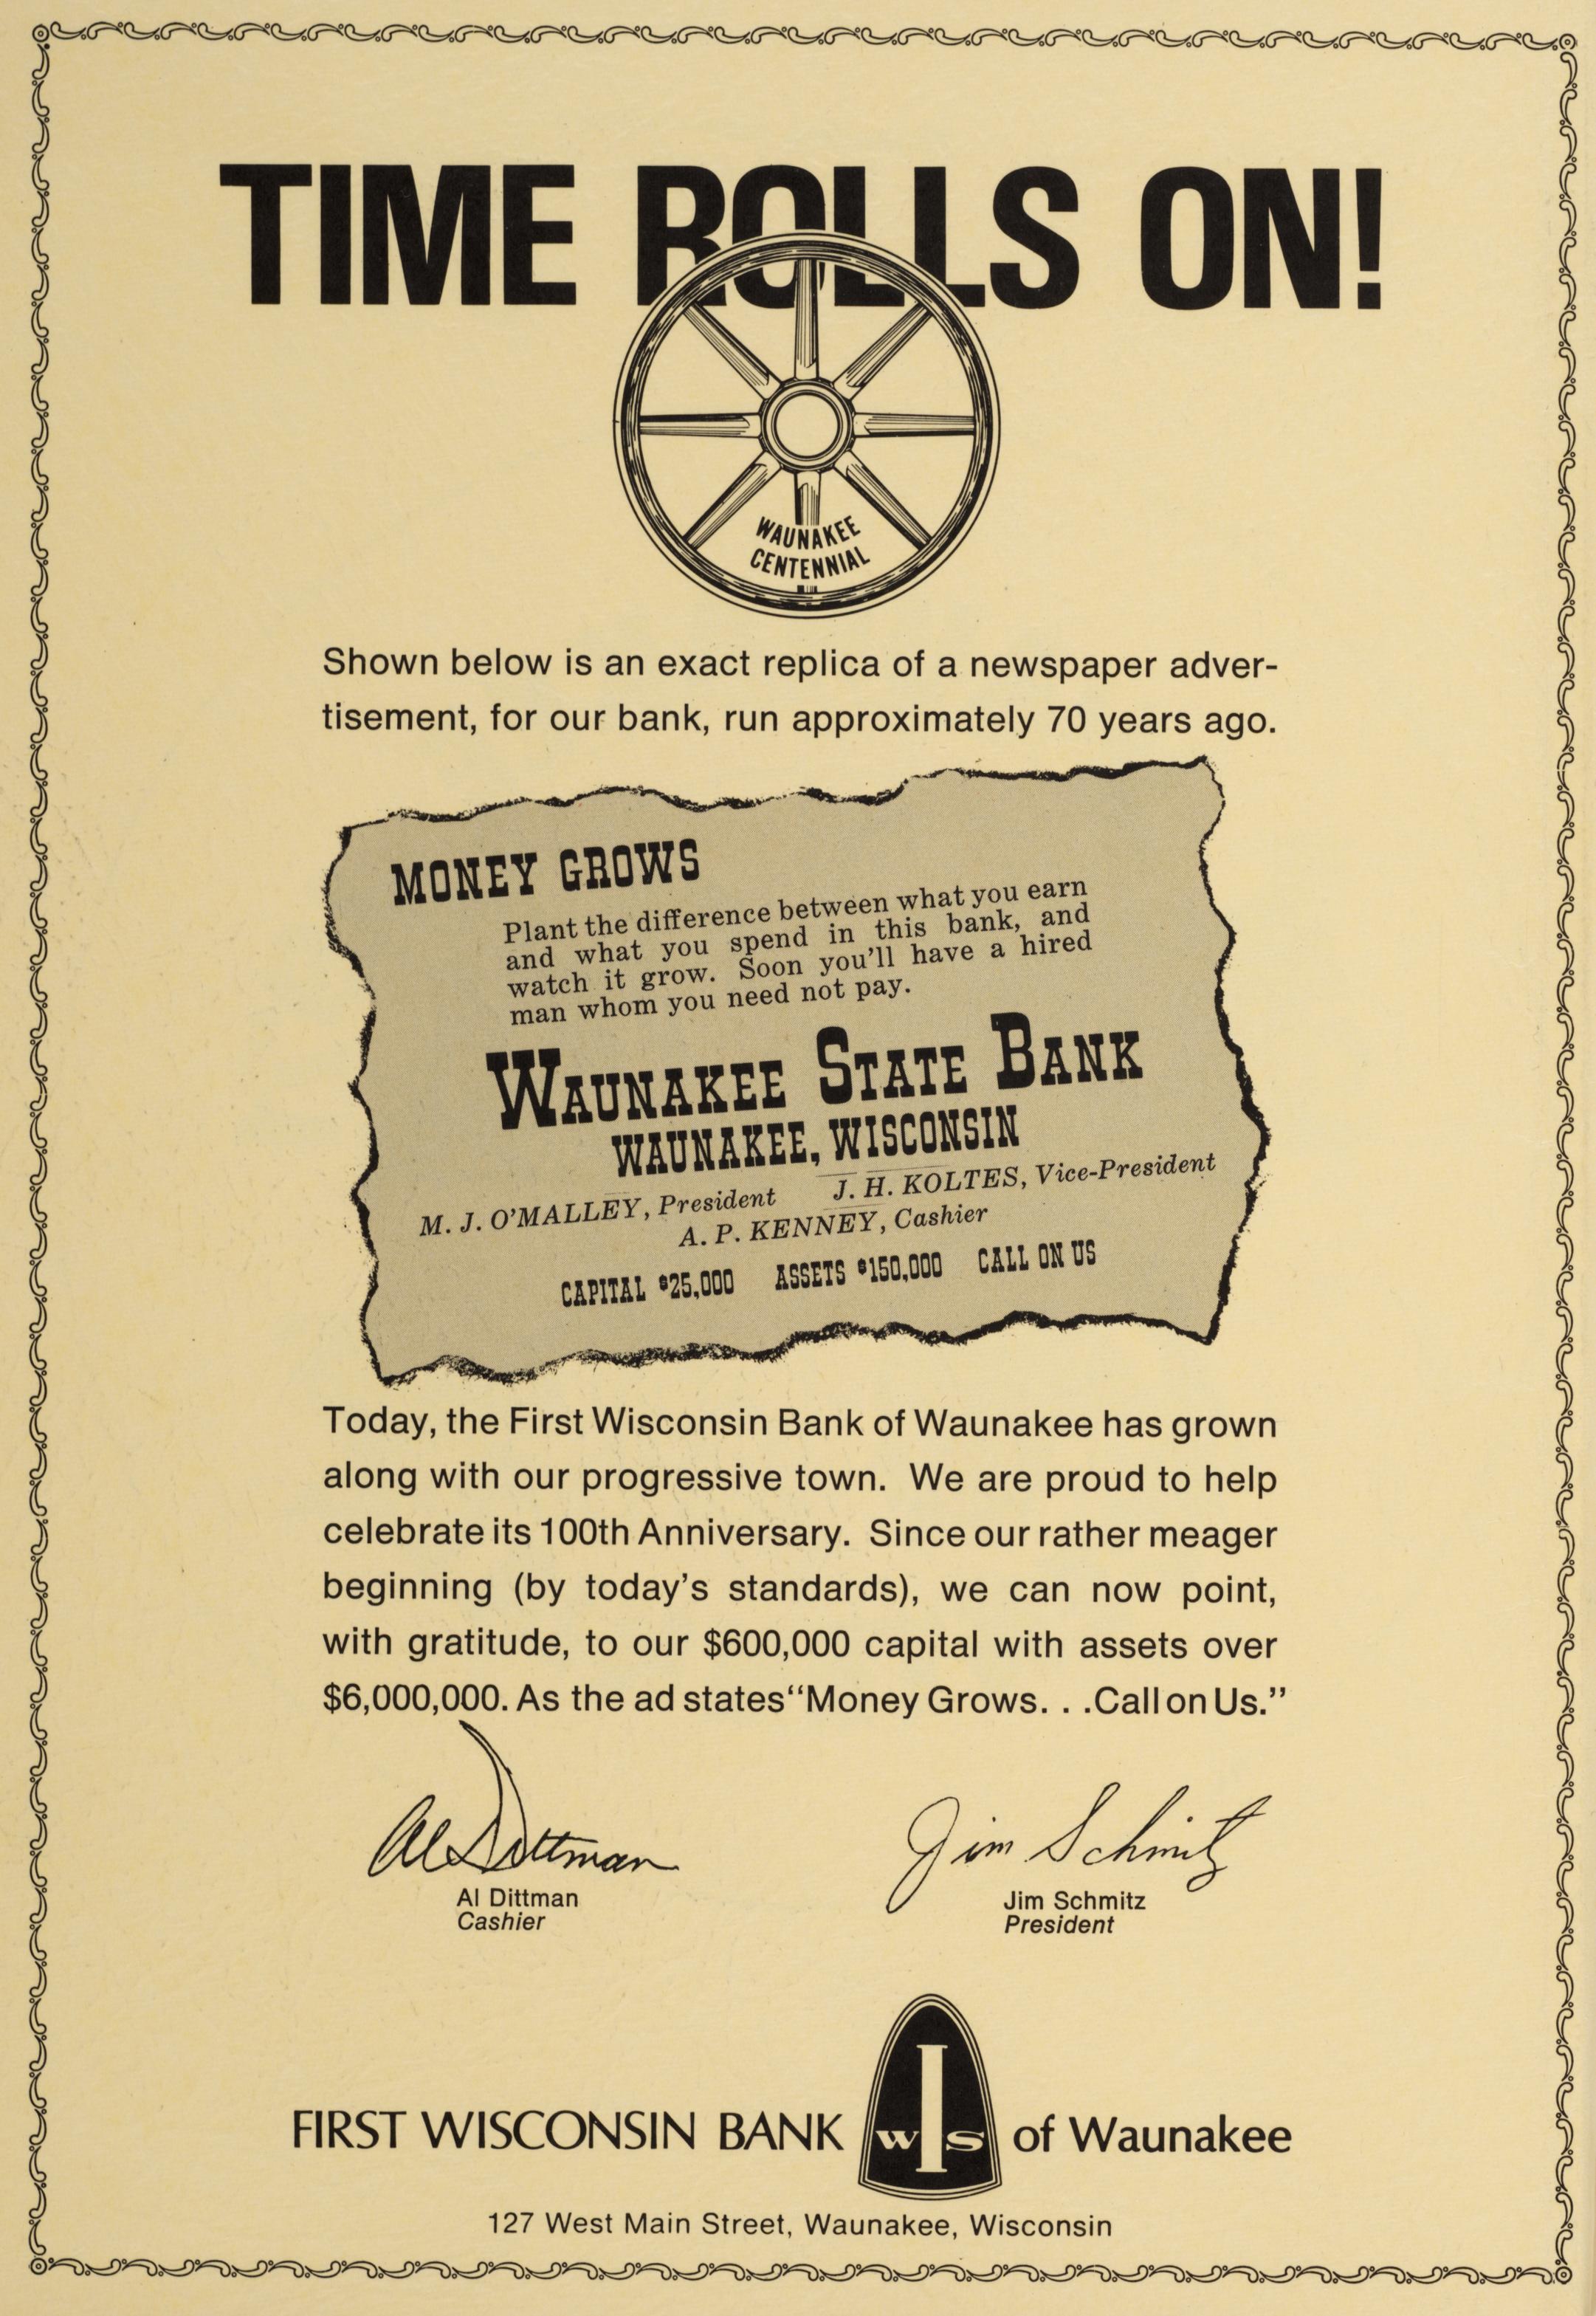 TIME ROLLS ON!
WAUNAKEE
CENTENNIAL
Shown below is an exact replica of a newspaper adver-
tisement, for our bank, run approximately 70 years ago.
MONEY GROWS
Plant the difference between what you earn
and what you spend in this bank, and
watch it grow. Soon you'll have a hired
man whom you need not pay.
WAUNAKEE STATE BANK
WAUNAKEE, WISCONSIN
M. J. O'MALLEY, President J. H. KOLTES, Vice-President
A. P. KENNEY, Cashier
CAPITAL $25,000 ASSETS $150,000 CALL ON US
Today, the First Wisconsin Bank of Waunakee has grown
along with our progressive town. We are proud to help
celebrate its 100th Anniversary. Since our rather meager
beginning (by today's standards), we can now point,
with gratitude, to our $600,000 capital with assets over
$6,000,000. As the ad states "Money Grows. . .Call on Us."
Al Dittman Jim Schmitz
Al Dittman Jim Schmitz
Cashier President
FIRST WISCONSIN BANK W1S of Waunakee
127 West Main Street, Waunakee, Wisconsin